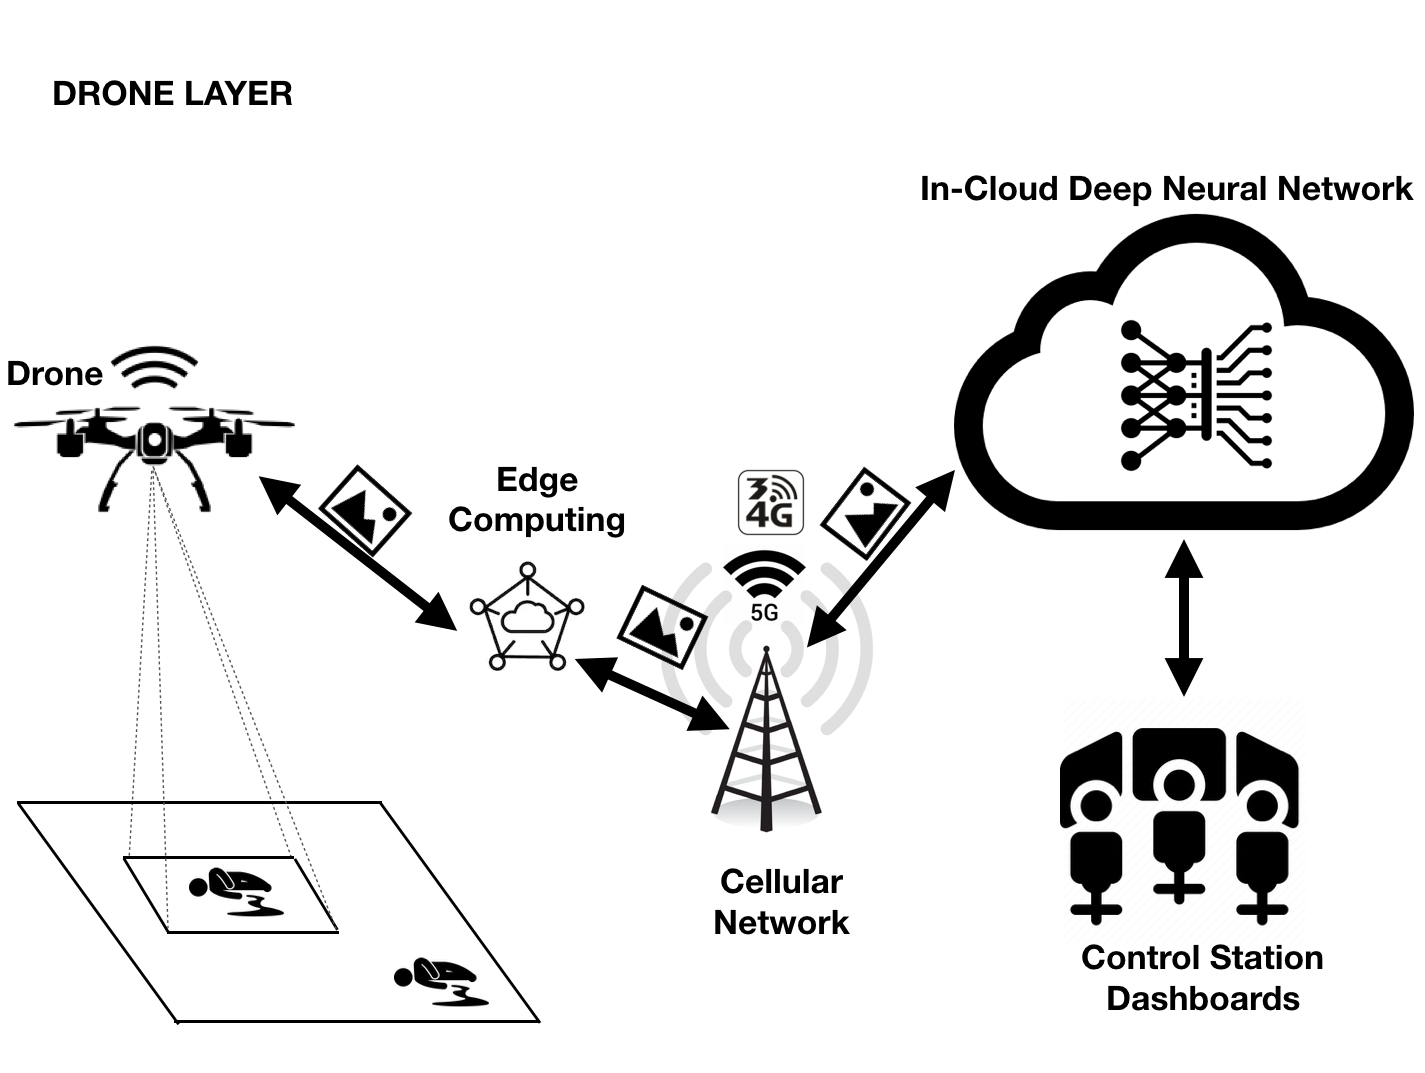 DRONE LAYER
In-Cloud Deep Neural Network
Drone
Edge
Computing
3
4G
5G
Cellular
Network
Control Station
Dashboards